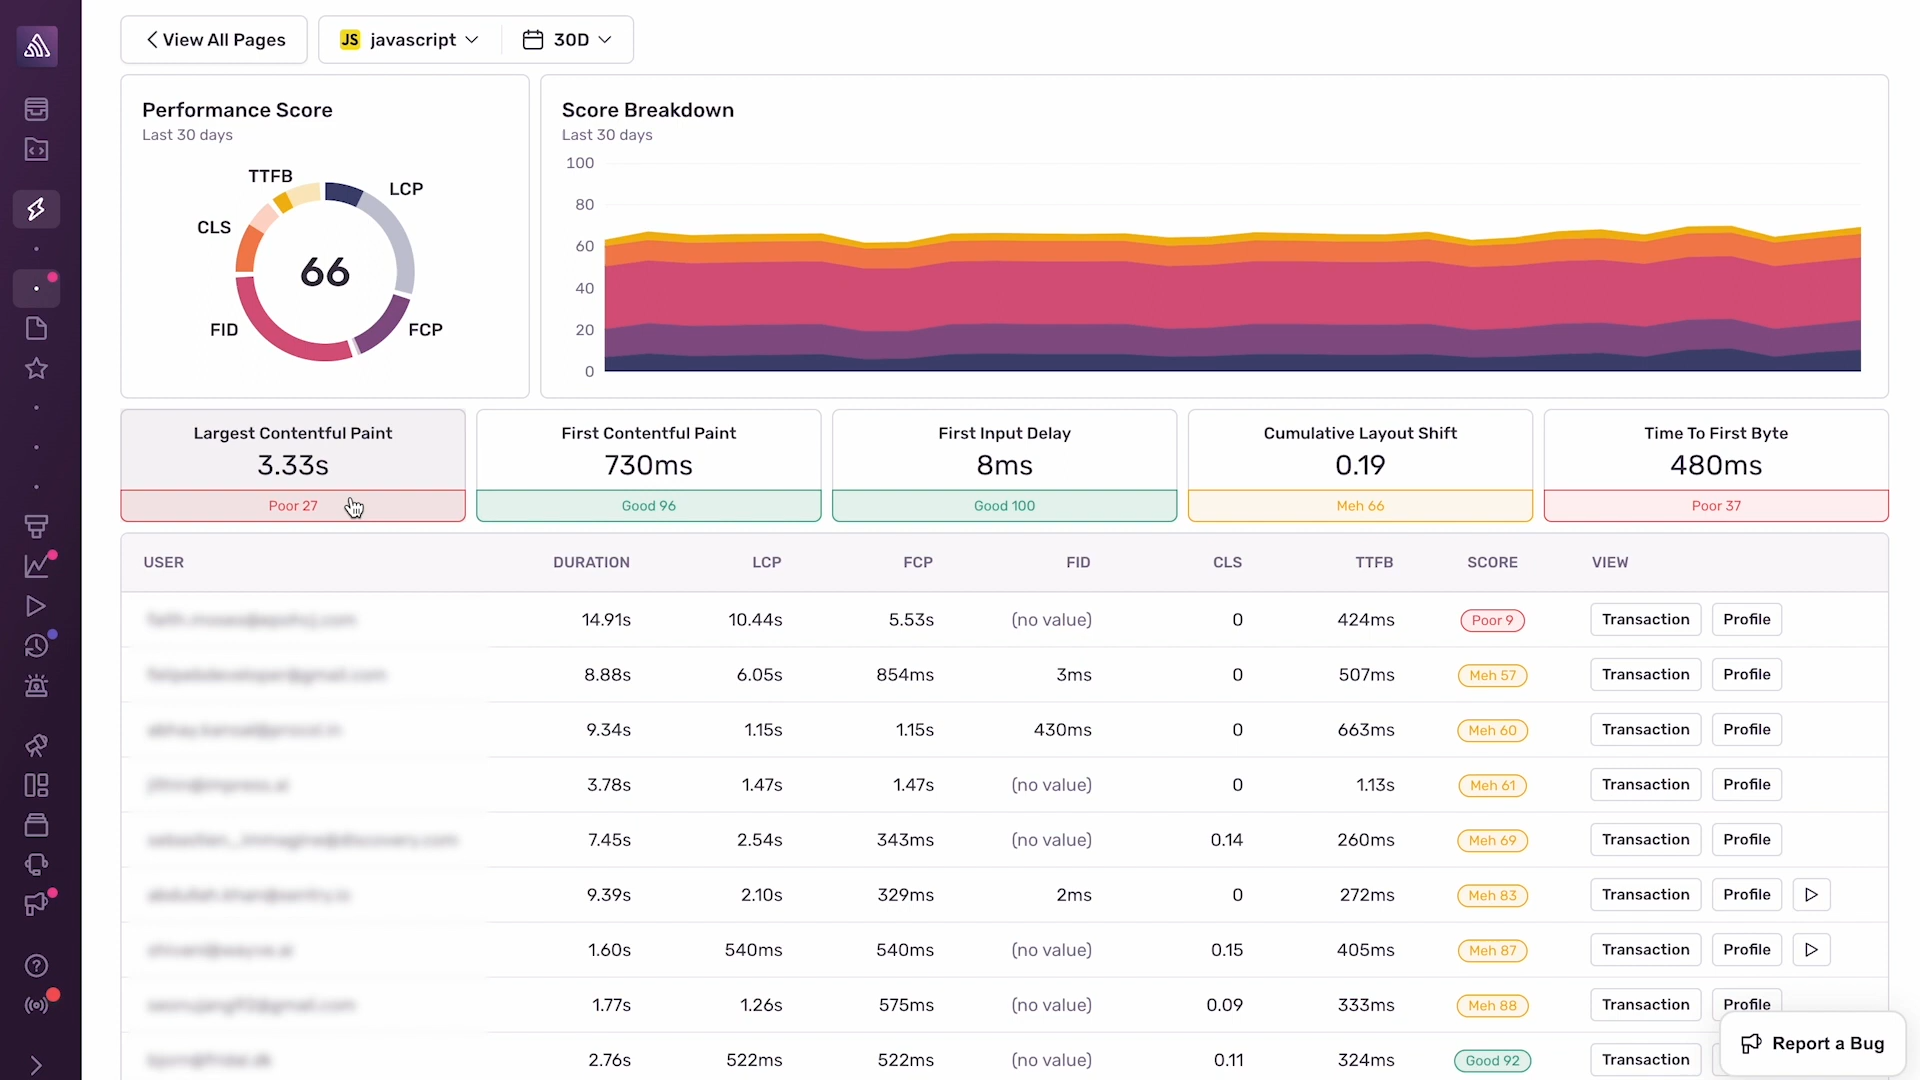 View All Pages
JS javascript
30D
Performance Score
Last 30 days
TTFB
LCP
CLS
66
FID
FCP
Score Breakdown
Last 30 days
100
80
60
40
20
0
Largest Contentful Paint
3.33s
Poor 27
First Contentful Paint
730ms
Good 96
First Input Delay
8ms
Good 100
Cumulative Layout Shift
0.19
Meh 66
Time To First Byte
480ms
Poor 37
USER DURATION LCP FCP FID CLS TTFB SCORE VIEW
14.91s 10.44s 5.53s (no value) 0 424ms Poor 9 Transaction Profile
8.88s 6.05s 854ms 3ms 0 507ms Meh 57 Transaction Profile
9.34s 1.15s 1.15s 430ms 0 663ms Meh 60 Transaction Profile
3.78s 1.47s 1.47s (no value) 0 1.13s Meh 61 Transaction Profile
7.45s 2.54s 343ms (no value) 0.14 260ms Meh 69 Transaction Profile
9.39s 2.10s 329ms 2ms 0 272ms Meh 83 Transaction Profile
1.60s 540ms 540ms (no value) 0.15 405ms Meh 87 Transaction Profile
1.77s 1.26s 575ms (no value) 0.09 333ms Meh 88 Transaction Profile
2.76s 522ms 522ms (no value) 0.11 324ms Good 92 Transaction
Report a Bug